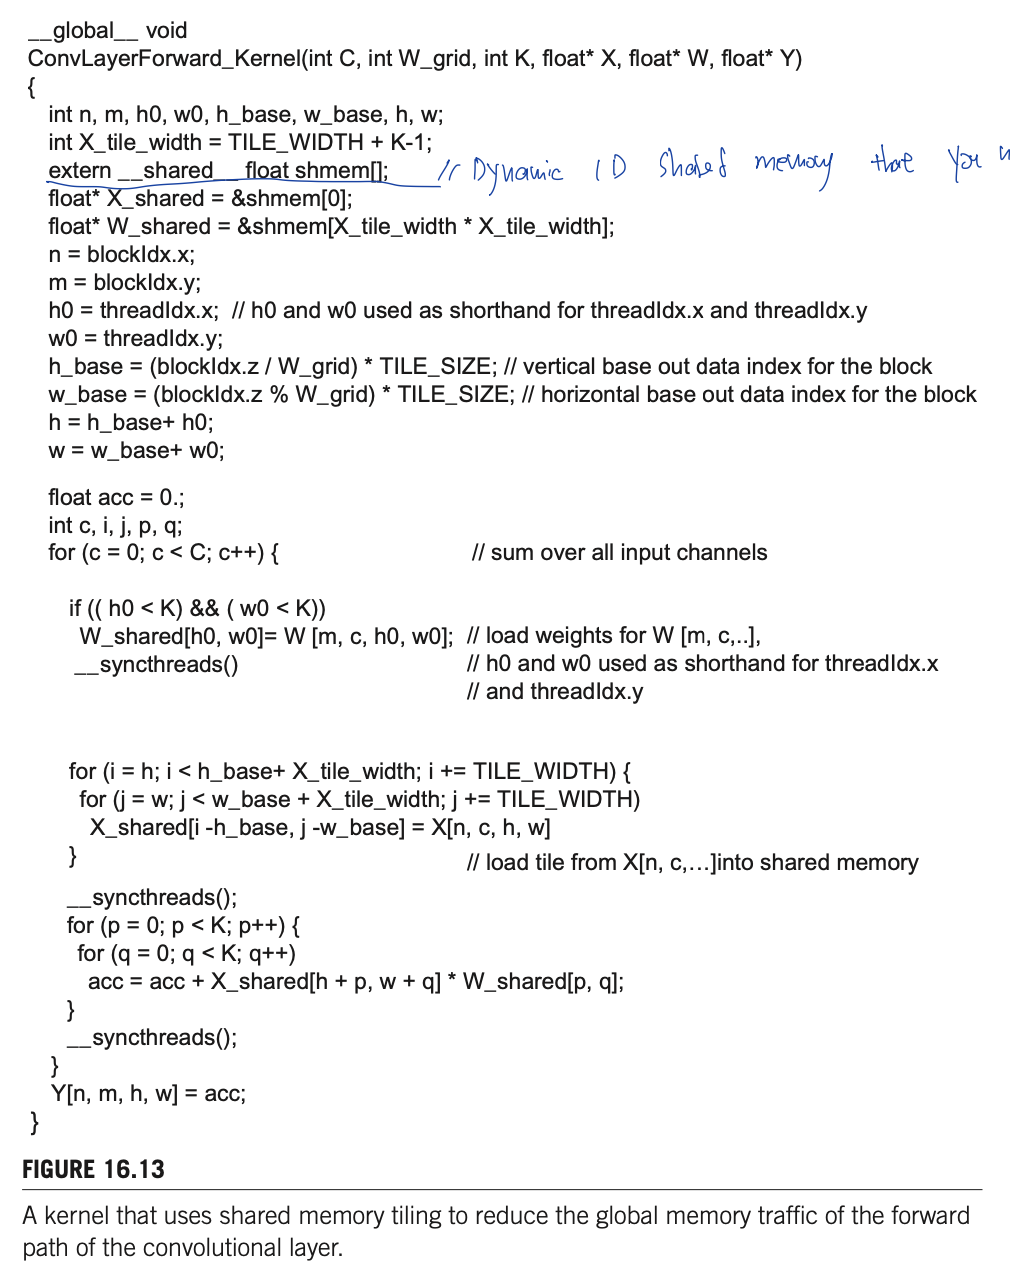 __global__ void
ConvLayerForward_Kernel(int C, int W_grid, int K, float* X, float* W, float* Y)
{
int n, m, h0, w0, h_base, w_base, h, w;
int X_tile_width = TILE_WIDTH + K-1;
extern __shared__ float shmem[]; // Dynamic 1D shared memory that you
float* X_shared = &shmem[0];
float* W_shared = &shmem[X_tile_width * X_tile_width];
n = blockIdx.x;
m = blockIdx.y;
h0 = threadIdx.x; // h0 and w0 used as shorthand for threadIdx.x and threadIdx.y
w0 = threadIdx.y;
h_base = (blockIdx.z / W_grid) * TILE_SIZE; // vertical base out data index for the block
w_base = (blockIdx.z % W_grid) * TILE_SIZE; // horizontal base out data index for the block
h = h_base+ h0;
w = w_base+ w0;
float acc = 0.;
int c, i, j, p, q;
for (c = 0; c < C; c++) { // sum over all input channels
if (( h0 < K) && ( w0 < K))
W_shared[h0, w0]= W [m, c, h0, w0]; // load weights for W [m, c,..],
__syncthreads() // h0 and w0 used as shorthand for threadIdx.x
// and threadIdx.y
for (i = h; i < h_base+ X_tile_width; i += TILE_WIDTH) {
for (j = w; j < w_base + X_tile_width; j += TILE_WIDTH)
X_shared[i -h_base, j -w_base] = X[n, c, h, w]
}
// load tile from X[n, c,...]into shared memory
__syncthreads();
for (p = 0; p < K; p++) {
for (q = 0; q < K; q++)
acc = acc + X_shared[h + p, w + q] * W_shared[p, q];
}
__syncthreads();
}
Y[n, m, h, w] = acc;
}
FIGURE 16.13
A kernel that uses shared memory tiling to reduce the global memory traffic of the forward
path of the convolutional layer.